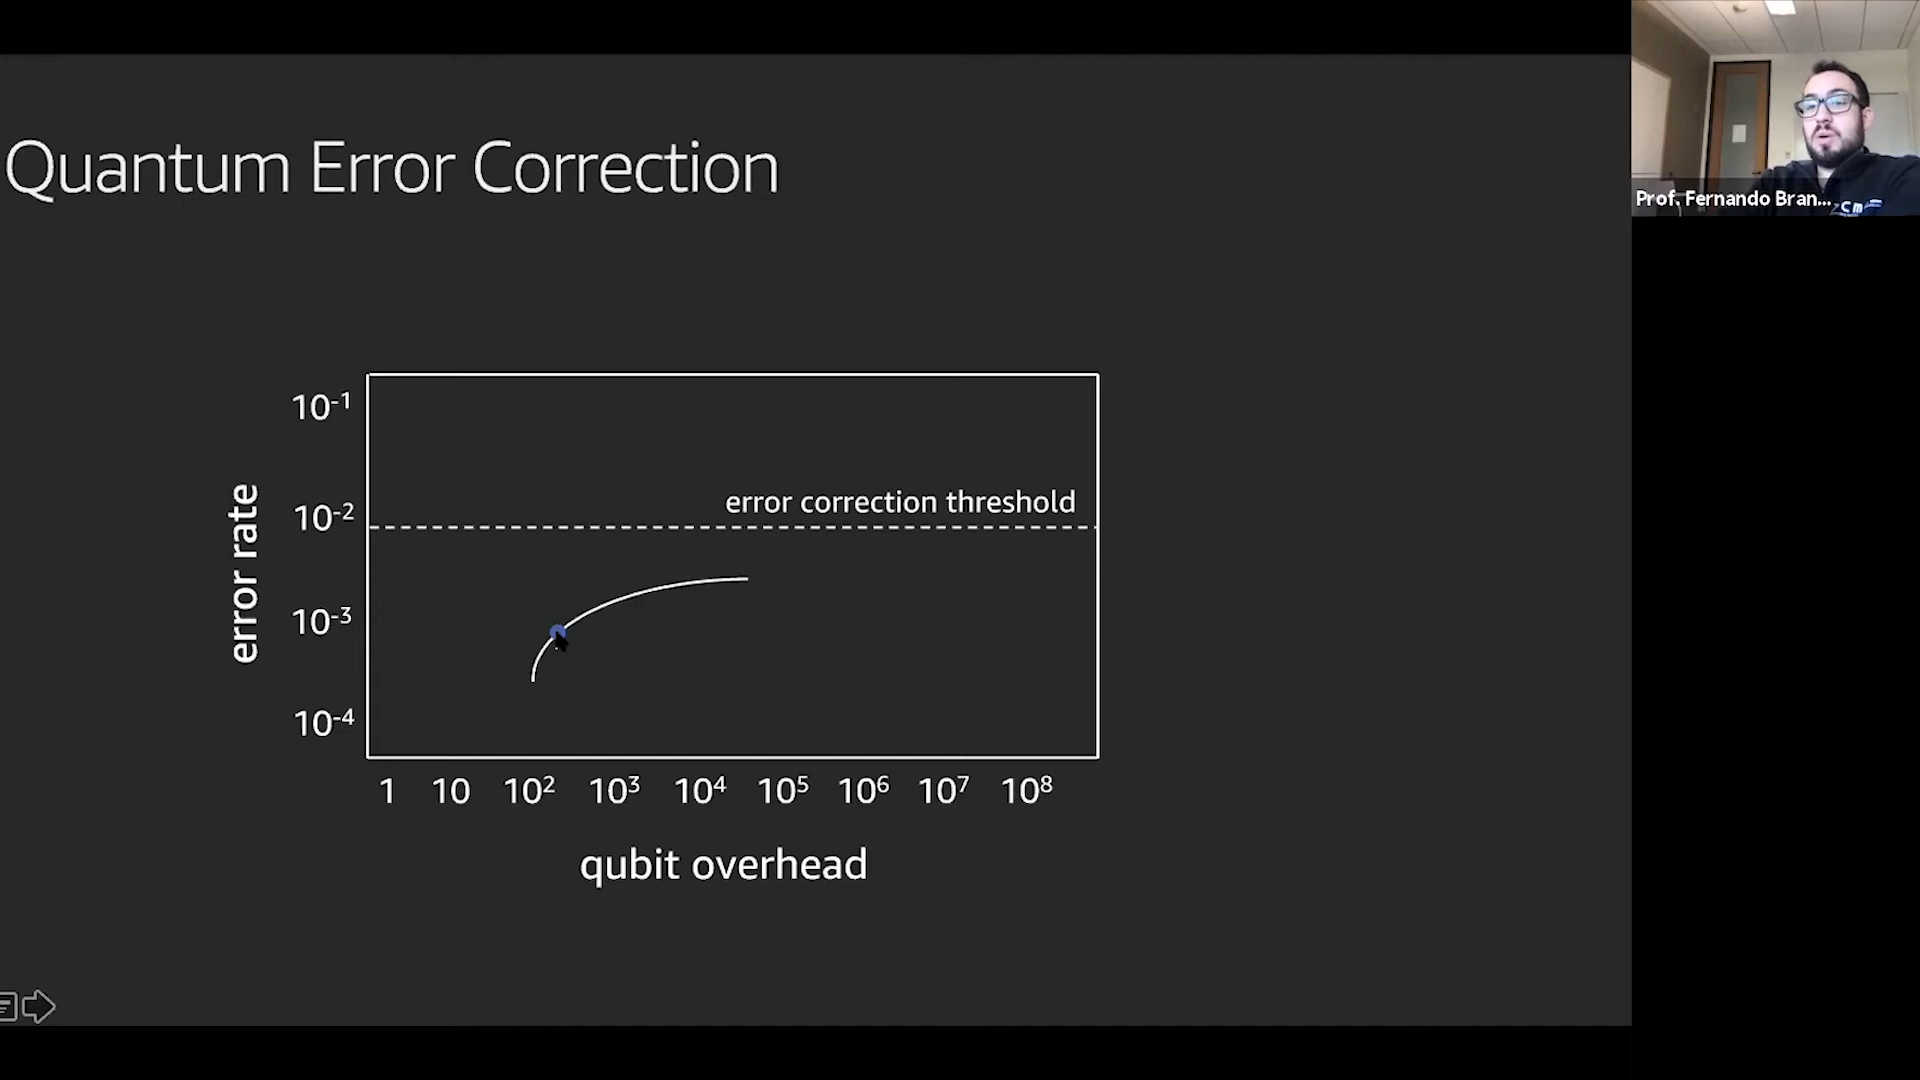 Quantum Error Correction
Prof. Fernando Bran...
error rate
10⁻¹
10⁻²
10⁻³
10⁻⁴
error correction threshold
1 10 10² 10³ 10⁴ 10⁵ 10⁶ 10⁷ 10⁸
qubit overhead